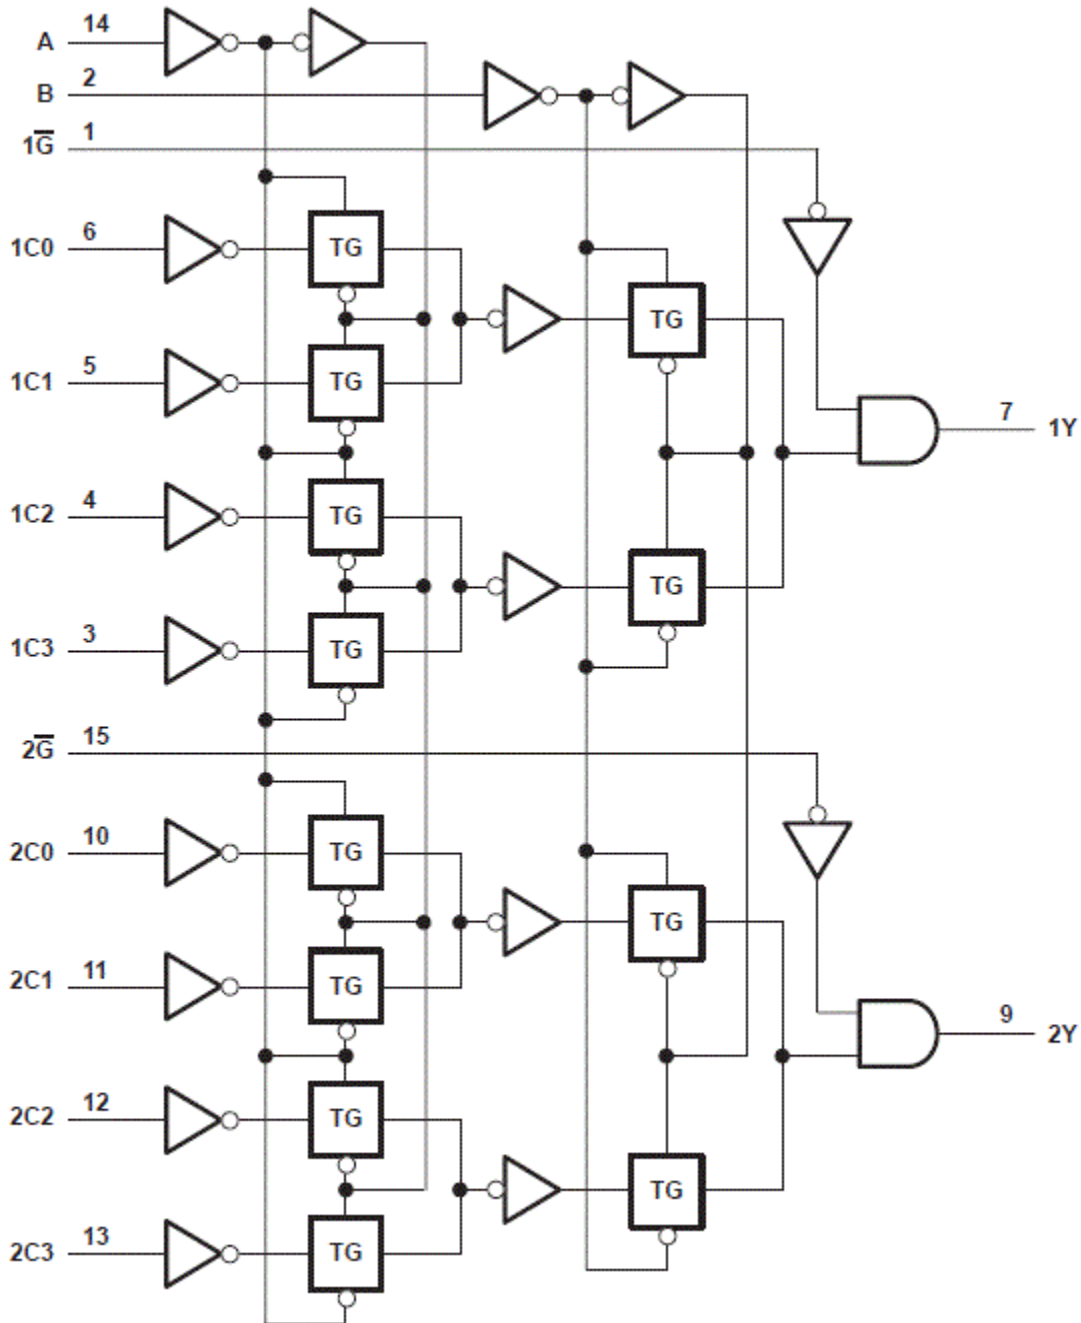 A 14
B 2
1G̅ 1
1C0 6 TG
TG
1C1 5 TG
7 1Y
1C2 4 TG
TG
1C3 3 TG
2G̅ 15
2C0 10 TG
TG
2C1 11 TG
9 2Y
2C2 12 TG
TG
2C3 13 TG